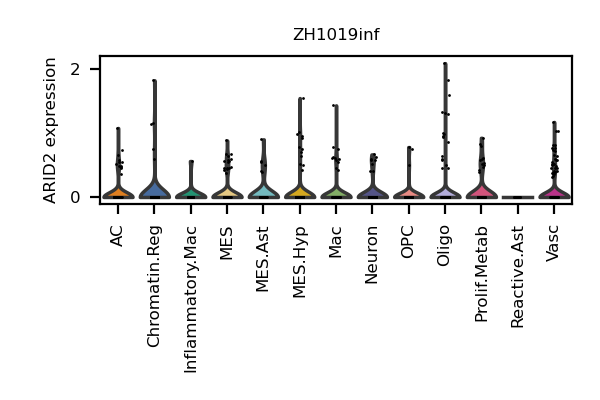 ZH1019inf
ARID2 expression
2
0
AC
Chromatin.Reg
Inflammatory.Mac
MES
MES.Ast
MES.Hyp
Mac
Neuron
OPC
Oligo
Prolif.Metab
Reactive.Ast
Vasc